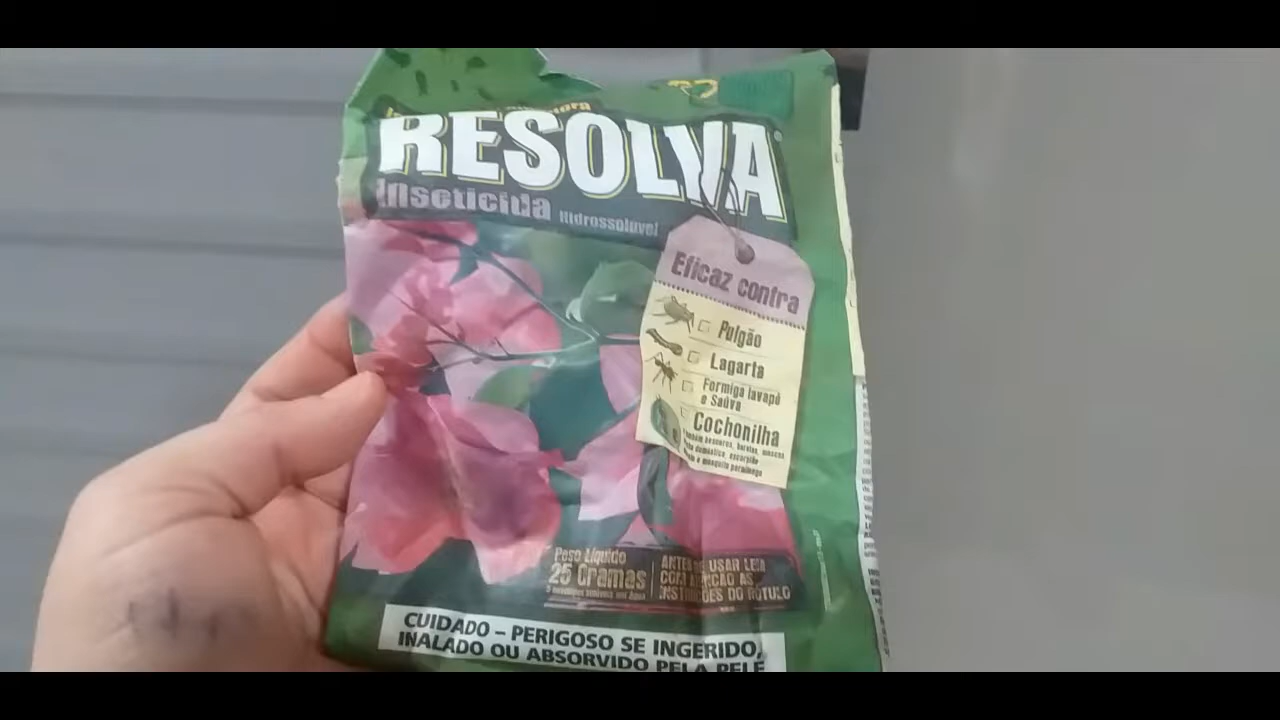 RESOLVA
Inseticida Hidrossolúvel
Eficaz contra
Pulgão
Lagarta
Formiga lavapé
e Saúva
Cochonilha
Peso Líquido
25 Gramas
ANTES DE USAR LEIA
COM ATENÇÃO AS
INSTRUÇÕES DO RÓTULO
CUIDADO – PERIGOSO SE INGERIDO,
INALADO OU ABSORVIDO PELA PELE